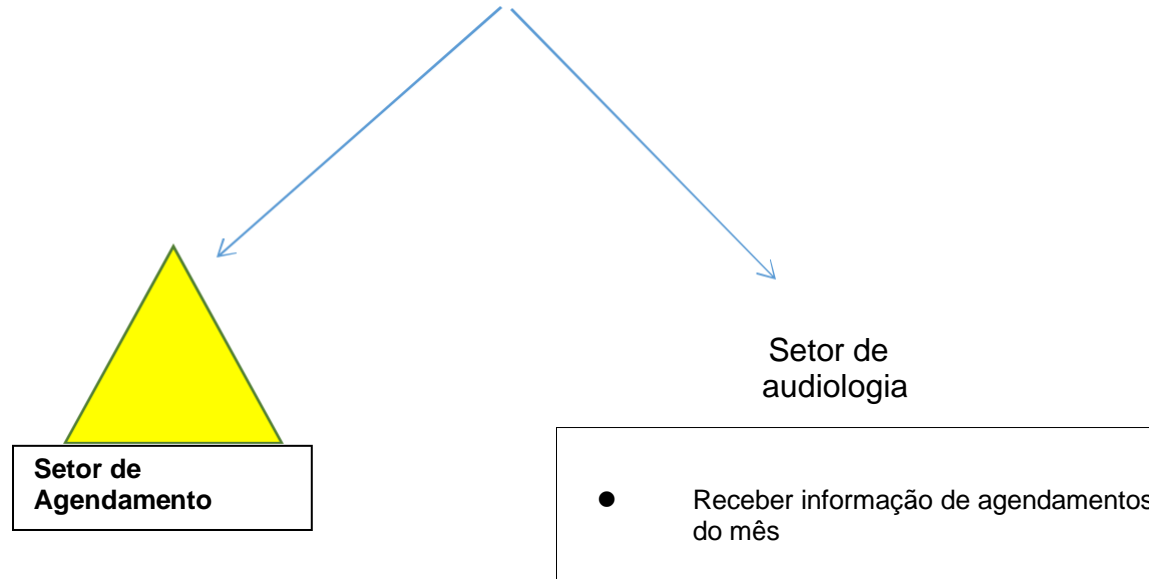 Setor de
audiologia
Setor de
Agendamento
● Receber informação de agendamentos
do mês